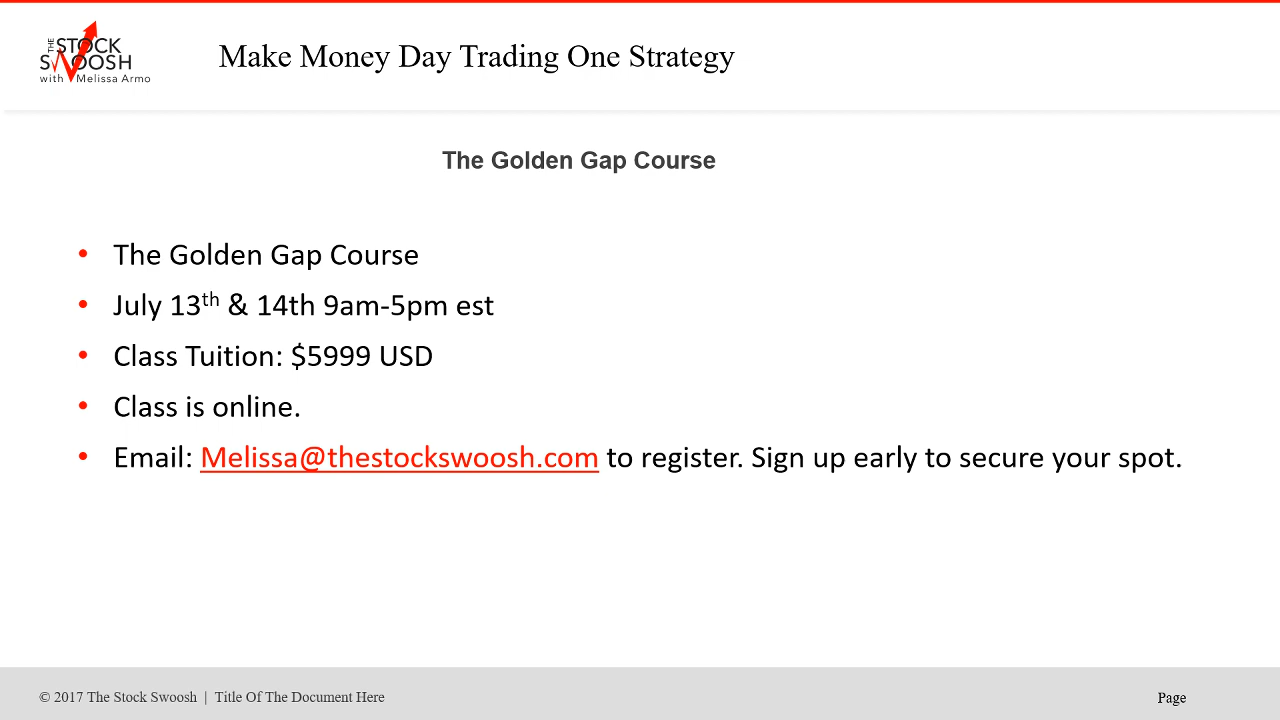 THE STOCK
SWOOSH
with Melissa Armo
Make Money Day Trading One Strategy
The Golden Gap Course
• The Golden Gap Course
• July 13th & 14th 9am-5pm est
• Class Tuition: $5999 USD
• Class is online.
• Email: Melissa@thestockswoosh.com to register. Sign up early to secure your spot.
© 2017 The Stock Swoosh | Title Of The Document Here
Page